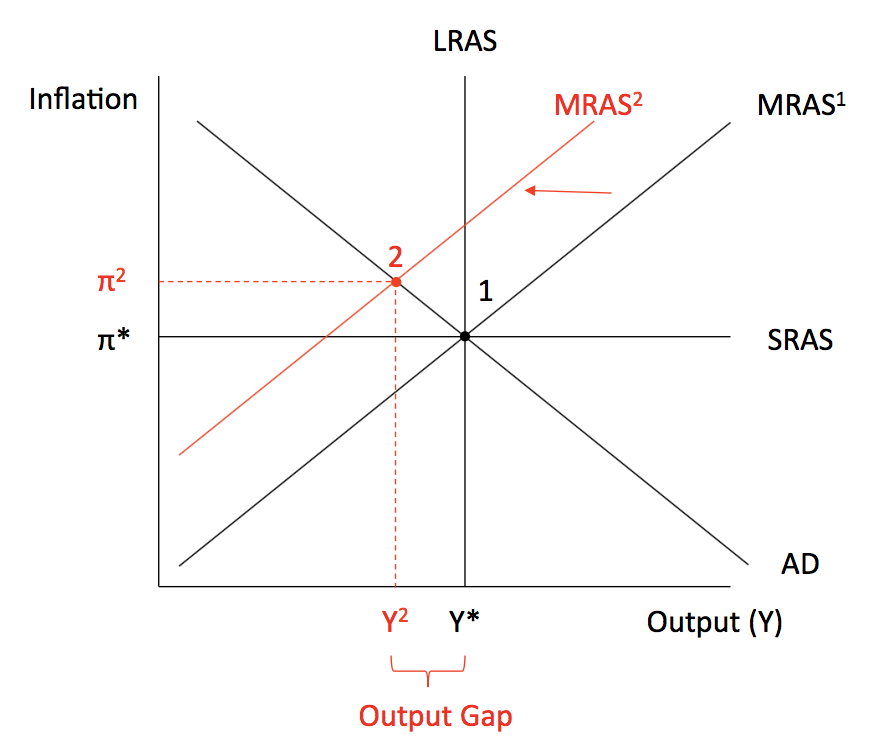 LRAS
Inflation
MRAS²
MRAS¹
2
π²
1
π*
SRAS
AD
Y²
Y*
Output (Y)
Output Gap